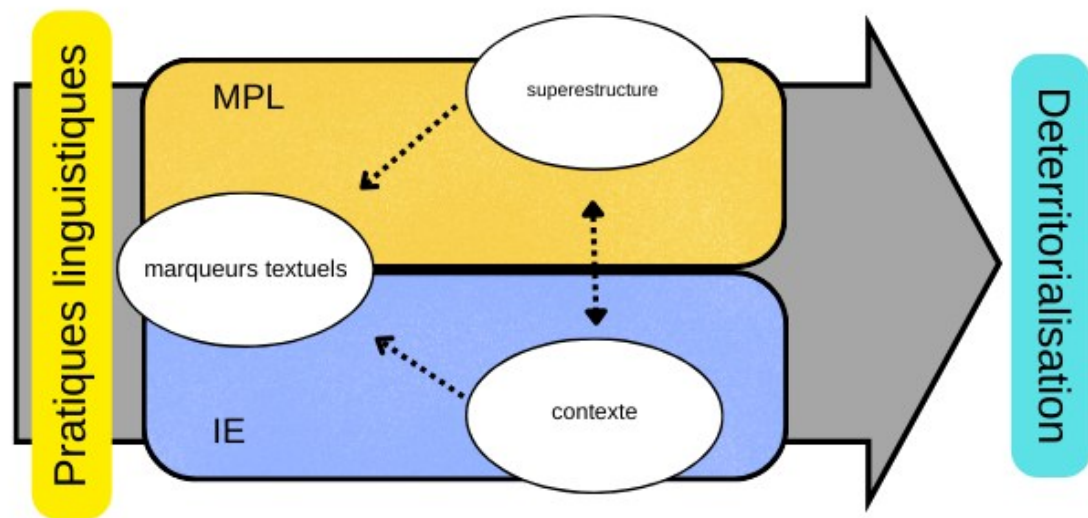 Pratiques linguistiques
MPL
superestructure
marqueurs textuels
IE
contexte
Deterritorialisation